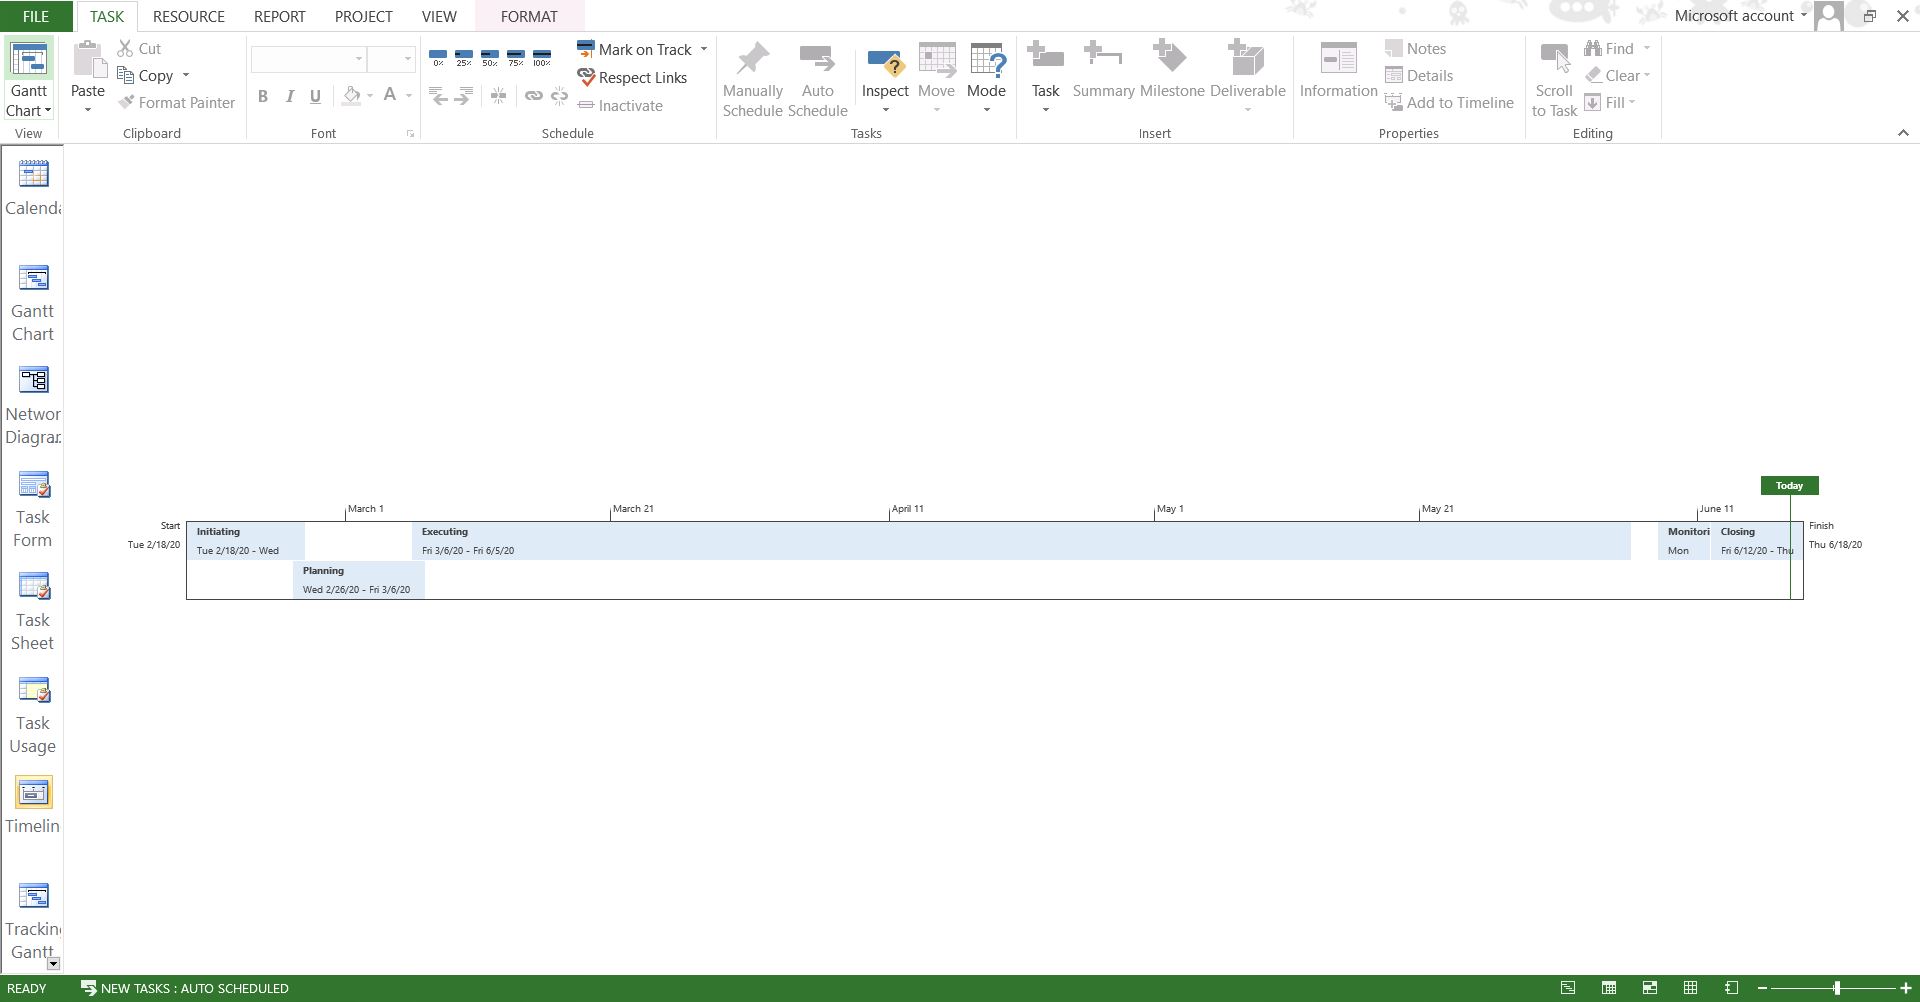 FILE TASK RESOURCE REPORT PROJECT VIEW FORMAT Microsoft account
Gantt
Chart
View
Paste
Cut
Copy
Format Painter
Clipboard
B I U A
Font
0% 25% 50% 75% 100%
Mark on Track
Respect Links
Inactivate
Schedule
Manually
Schedule
Auto
Schedule
Inspect
Move
Mode
Tasks
Task
Summary
Milestone
Deliverable
Insert
Information
Notes
Details
Add to Timeline
Properties
Scroll
to Task
Find
Clear
Fill
Editing
Calenda
Gantt
Chart
Networ
Diagra...
Task
Form
Task
Sheet
Task
Usage
Timelin
Tracking
Gantt
Today
March 1 March 21 April 11 May 1 May 21 June 11
Start
Tue 2/18/20
Initiating
Tue 2/18/20 - Wed
Executing
Fri 3/6/20 - Fri 6/5/20
Monitori
Mon
Closing
Fri 6/12/20 - Thu
Finish
Thu 6/18/20
Planning
Wed 2/26/20 - Fri 3/6/20
READY NEW TASKS : AUTO SCHEDULED